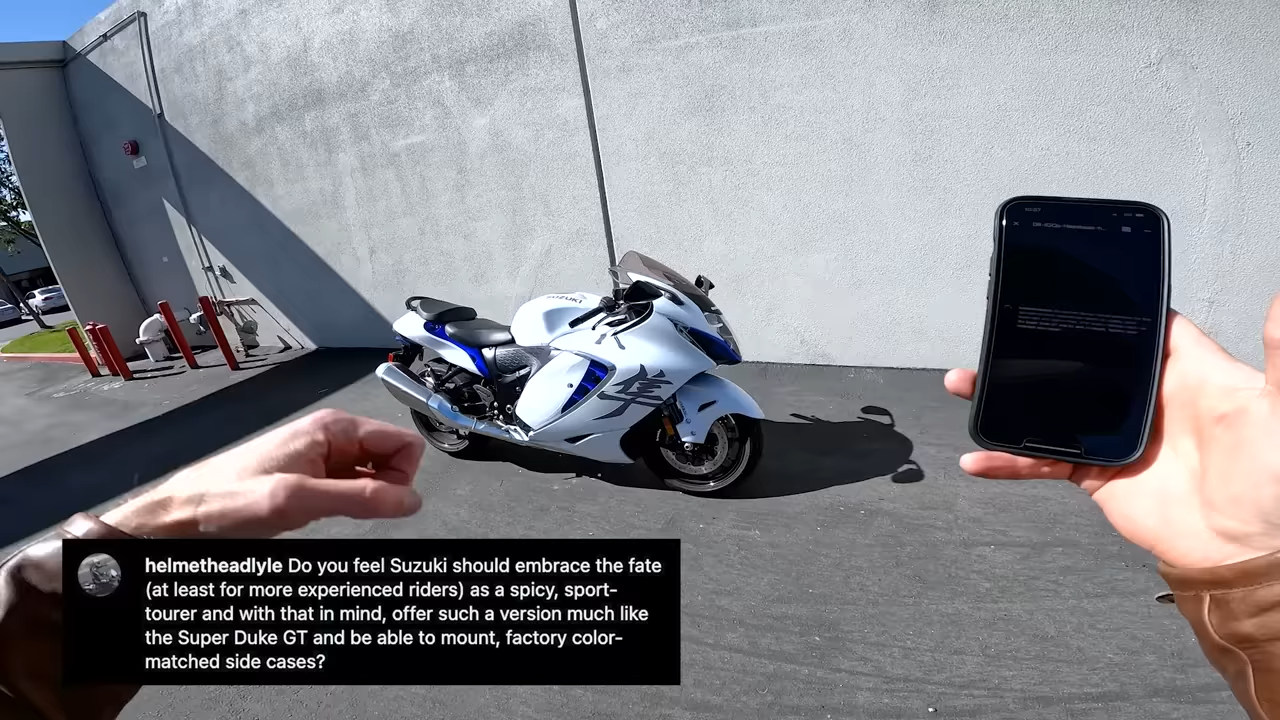 SUZUKI
隼
helmetheadlyle Do you feel Suzuki should embrace the fate
(at least for more experienced riders) as a spicy, sport-
tourer and with that in mind, offer such a version much like
the Super Duke GT and be able to mount, factory color-
matched side cases?